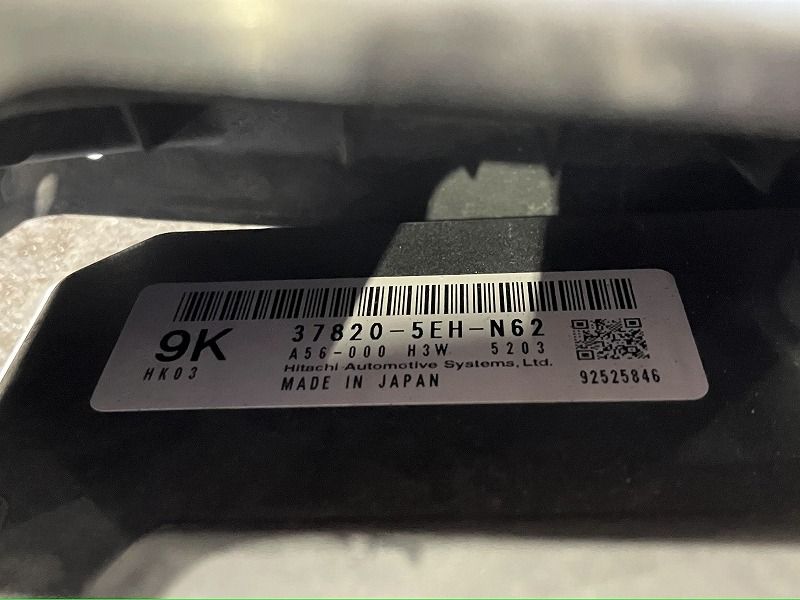 37820-5EH-N62
9K
A56-000 H3W 5203
Hitachi Automotive Systems, Ltd.
HK03
MADE IN JAPAN
92525846